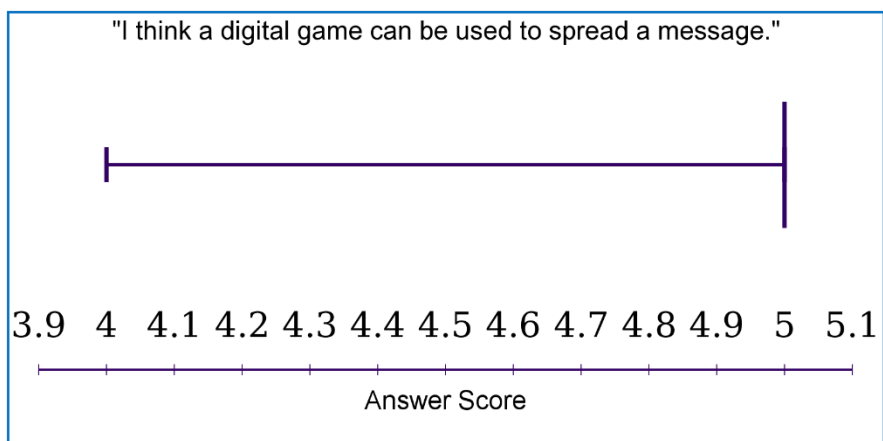 "I think a digital game can be used to spread a message."
3.9 4 4.1 4.2 4.3 4.4 4.5 4.6 4.7 4.8 4.9 5 5.1
Answer Score